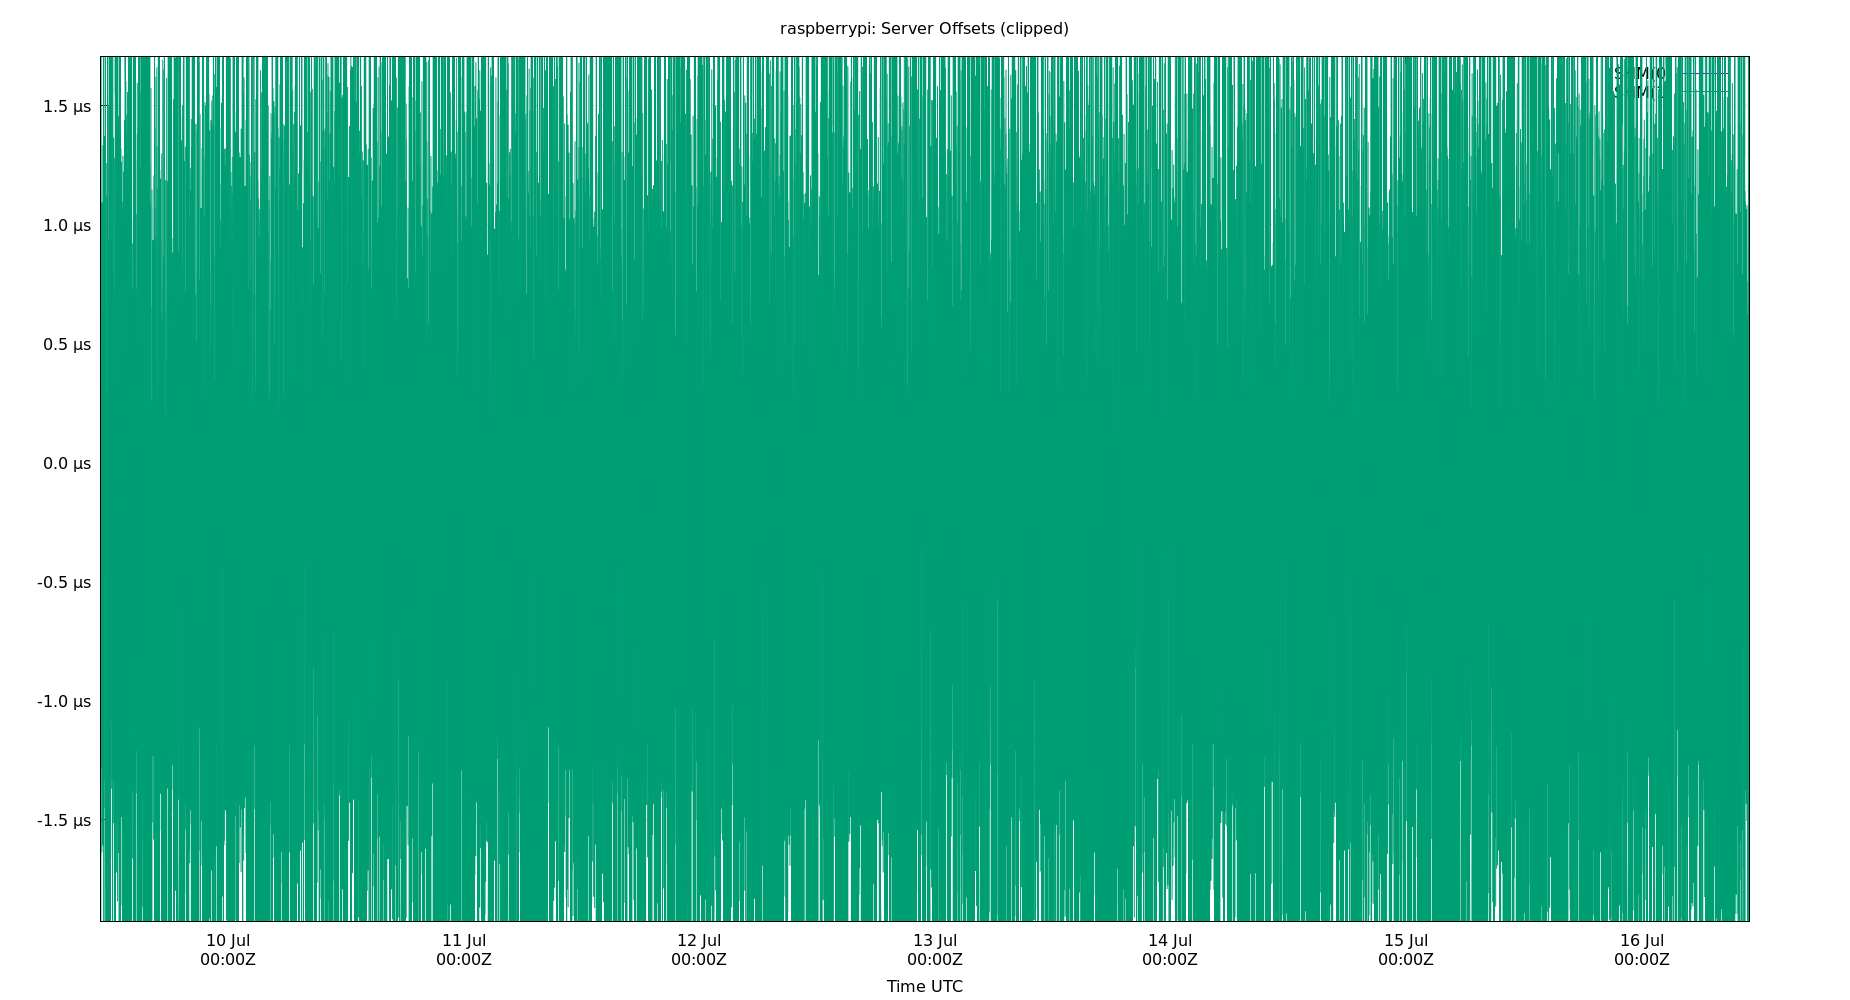 raspberrypi: Server Offsets (clipped)
1.5 µs
1.0 µs
0.5 µs
0.0 µs
-0.5 µs
-1.0 µs
-1.5 µs
10 Jul
00:00Z
11 Jul
00:00Z
12 Jul
00:00Z
13 Jul
00:00Z
14 Jul
00:00Z
15 Jul
00:00Z
16 Jul
00:00Z
Time UTC